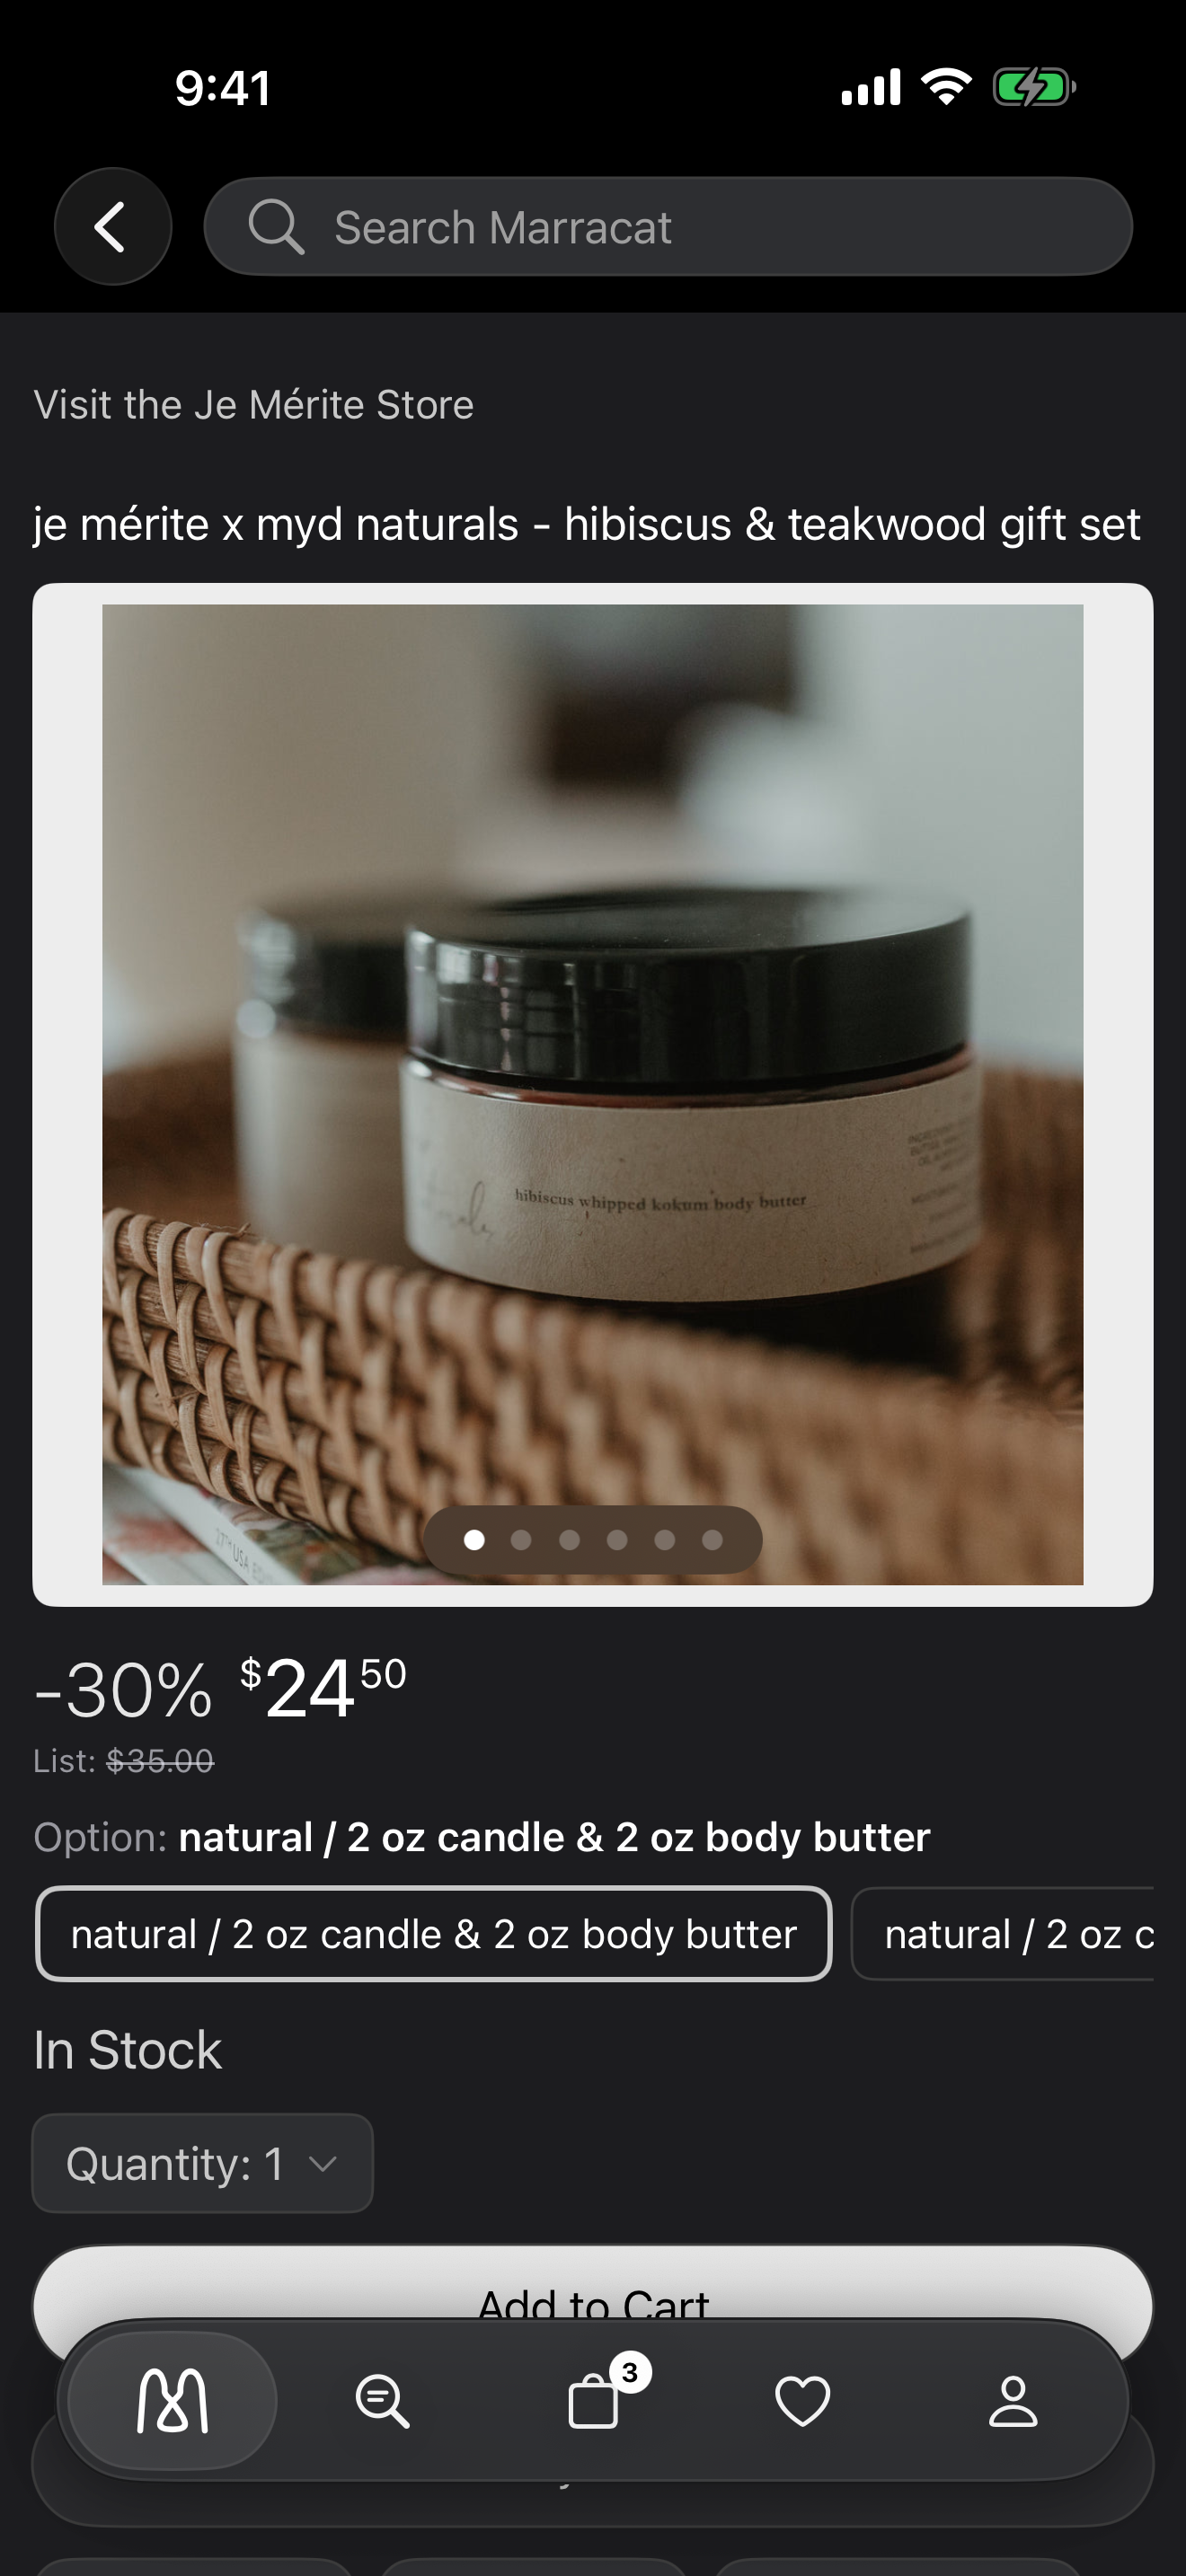 9:41
Search Marracat
Visit the Je Mérite Store
je mérite x myd naturals - hibiscus & teakwood gift set
hibiscus whipped kokum body butter
-30% $24 50
List: $35.00
Option: natural / 2 oz candle & 2 oz body butter
natural / 2 oz candle & 2 oz body butter
natural / 2 oz c
In Stock
Quantity: 1
Add to Cart
3